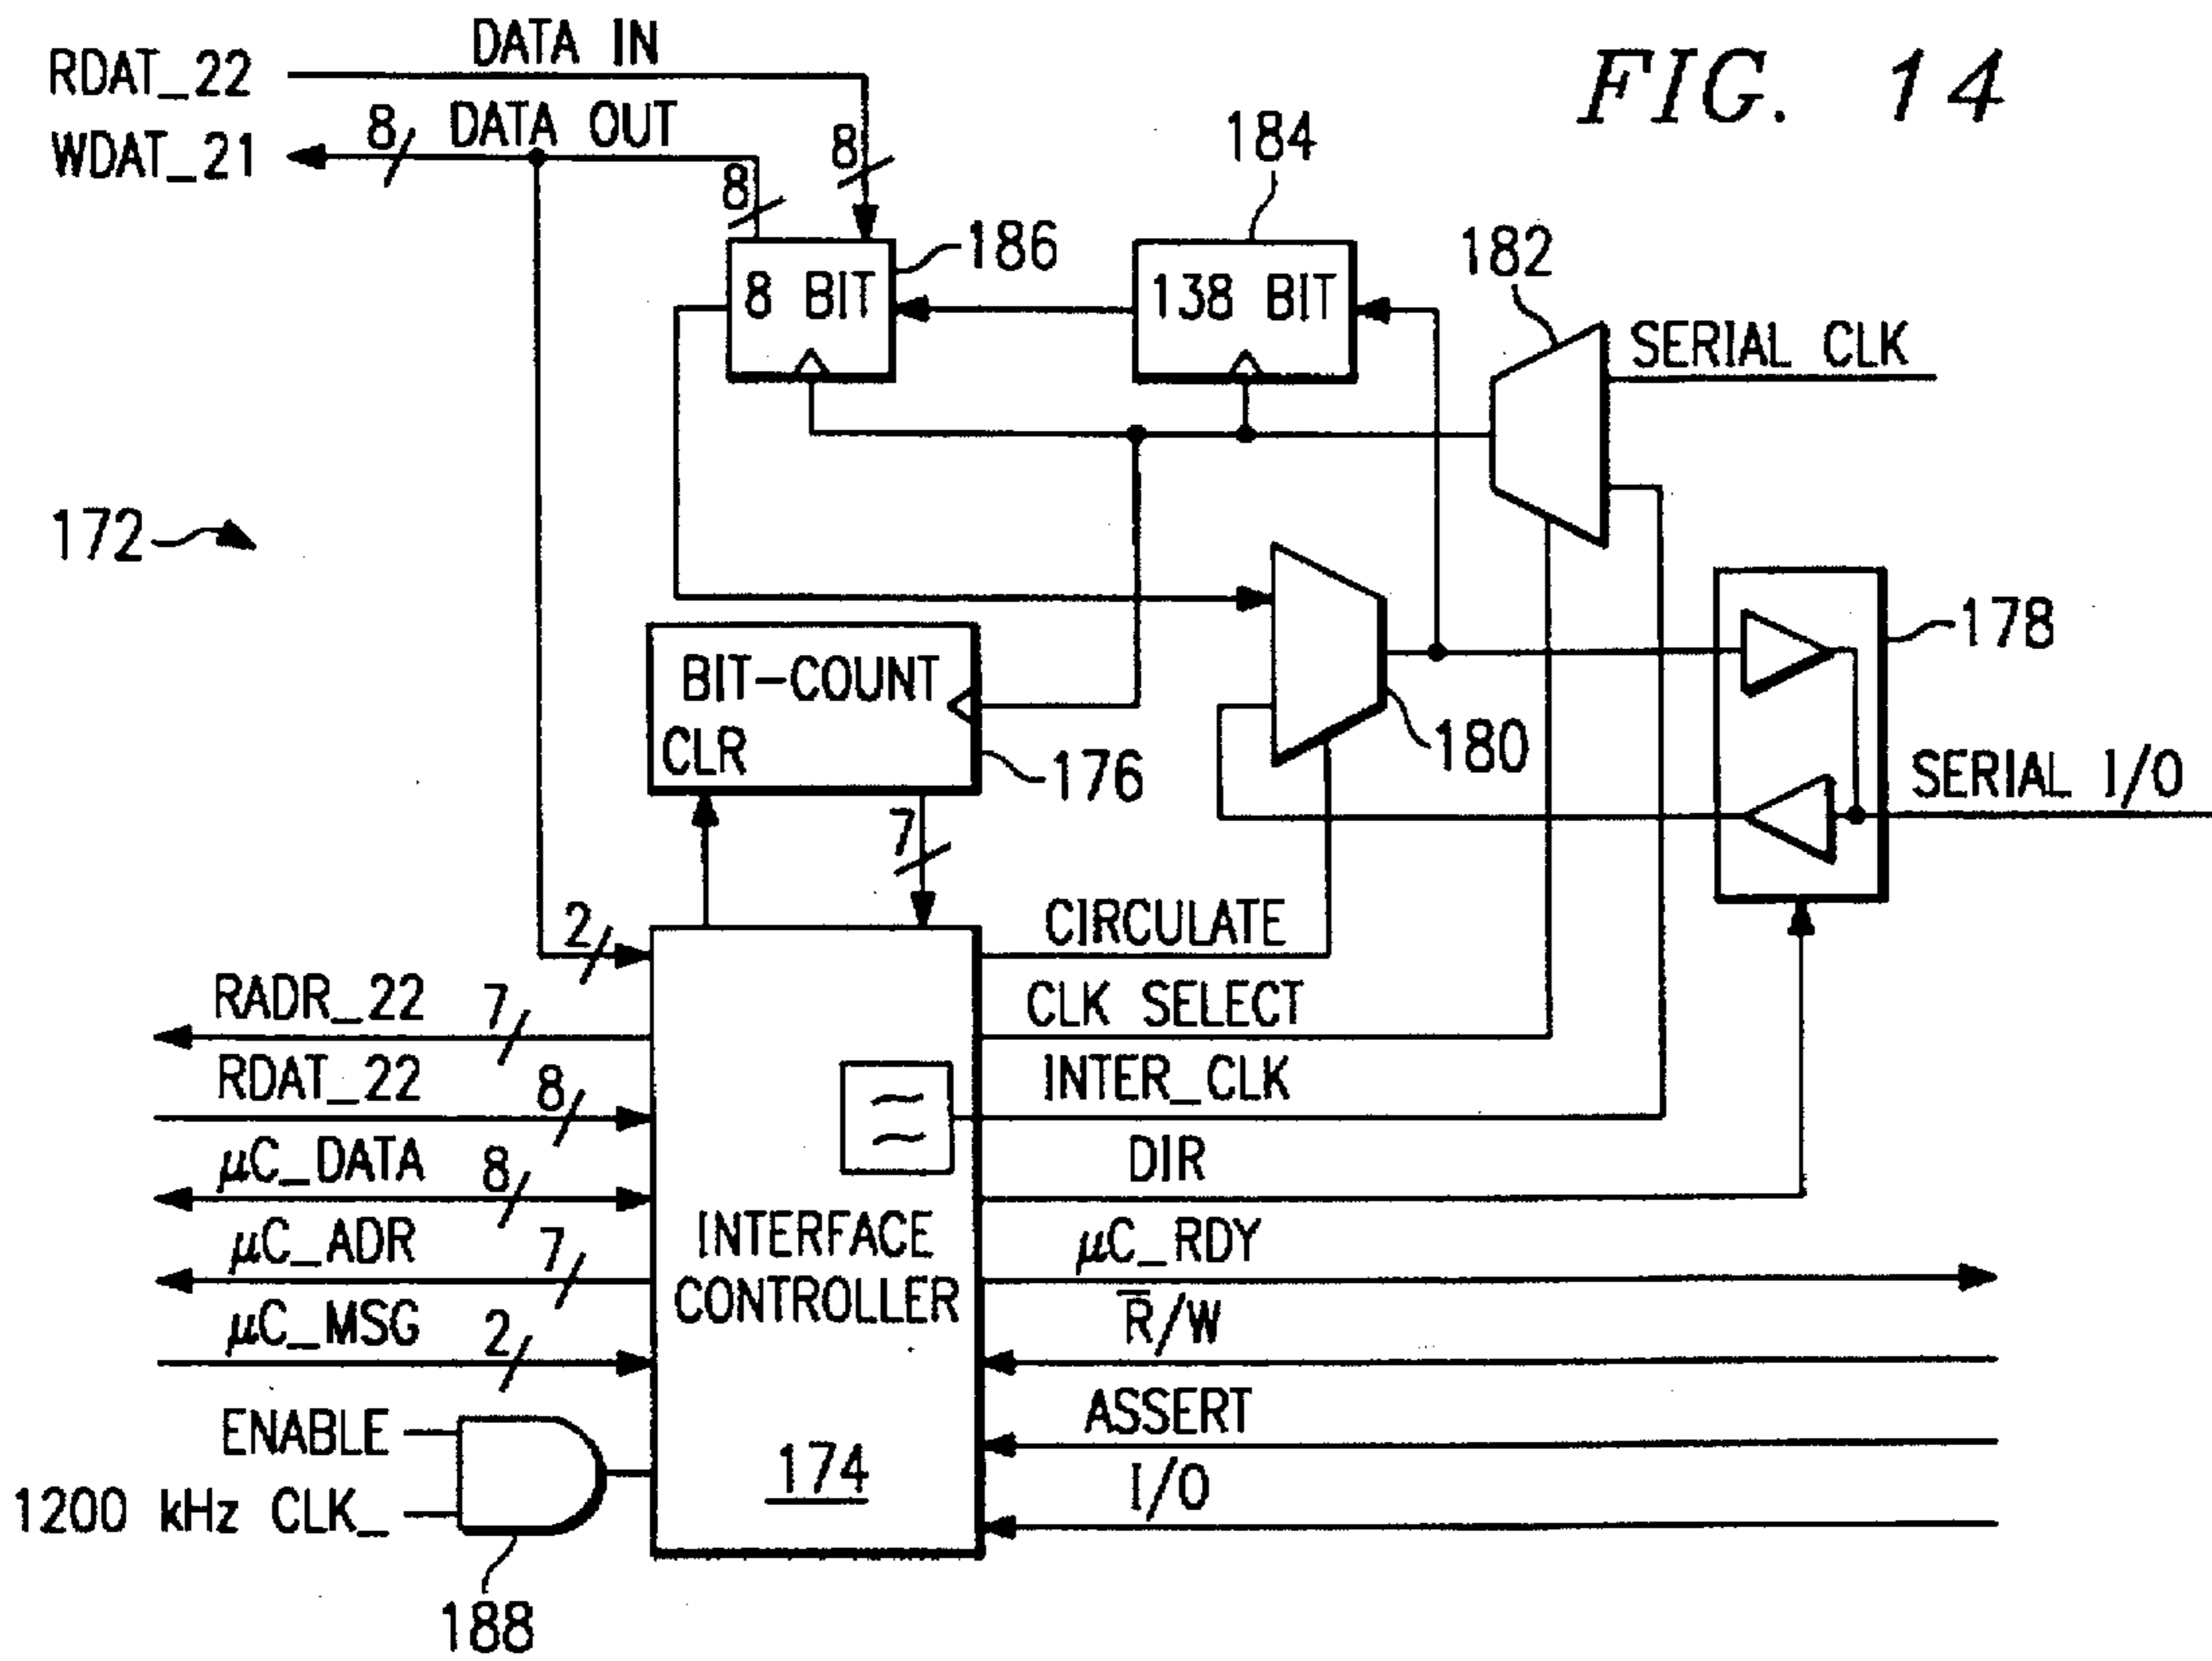 FIG. 14
RDAT_22
DATA IN
WDAT_21
8
DATA OUT
8
8
184
8 BIT
186
138 BIT
182
SERIAL CLK
172
178
BIT-COUNT
CLR
176
180
SERIAL I/O
7
2
CIRCULATE
RADR_22
7
CLK SELECT
RDAT_22
8
INTER_CLK
μC_DATA
8
DIR
μC_ADR
7
INTERFACE
CONTROLLER
μC_RDY
μC_MSG
2
R̅/W
ENABLE
ASSERT
1200 kHz CLK_
174
I/O
188